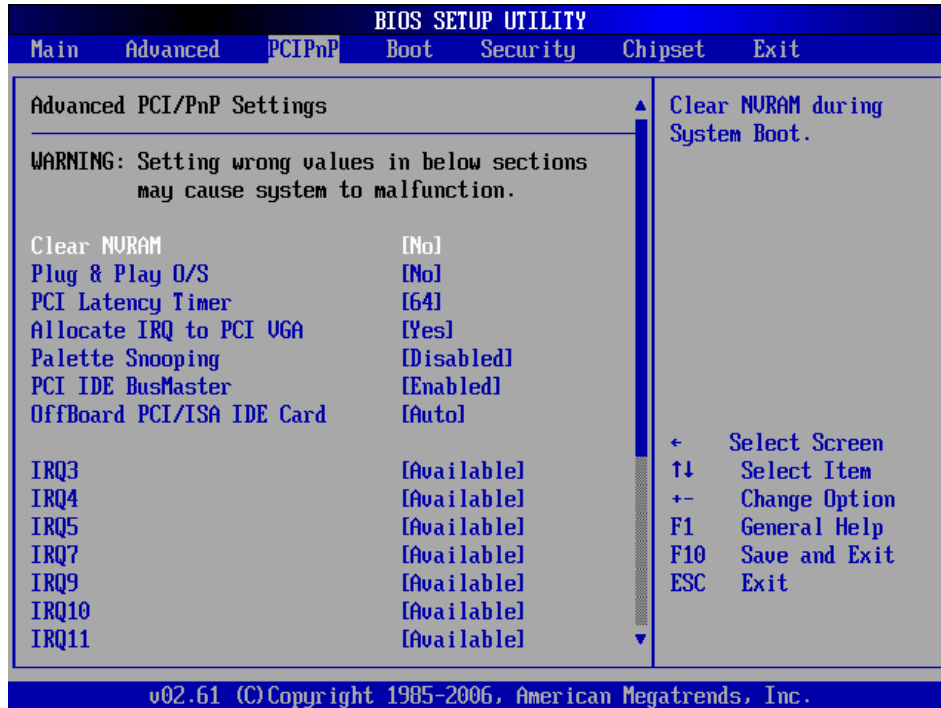 BIOS SETUP UTILITY
Main Advanced PCIPnP Boot Security Chipset Exit
Advanced PCI/PnP Settings
WARNING: Setting wrong values in below sections
may cause system to malfunction.
Clear NVRAM [No]
Plug & Play O/S [No]
PCI Latency Timer [64]
Allocate IRQ to PCI VGA [Yes]
Palette Snooping [Disabled]
PCI IDE BusMaster [Enabled]
OffBoard PCI/ISA IDE Card [Auto]
IRQ3 [Available]
IRQ4 [Available]
IRQ5 [Available]
IRQ7 [Available]
IRQ9 [Available]
IRQ10 [Available]
IRQ11 [Available]
Clear NVRAM during
System Boot.
← Select Screen
↑↓ Select Item
+- Change Option
F1 General Help
F10 Save and Exit
ESC Exit
v02.61 (C)Copyright 1985-2006, American Megatrends, Inc.